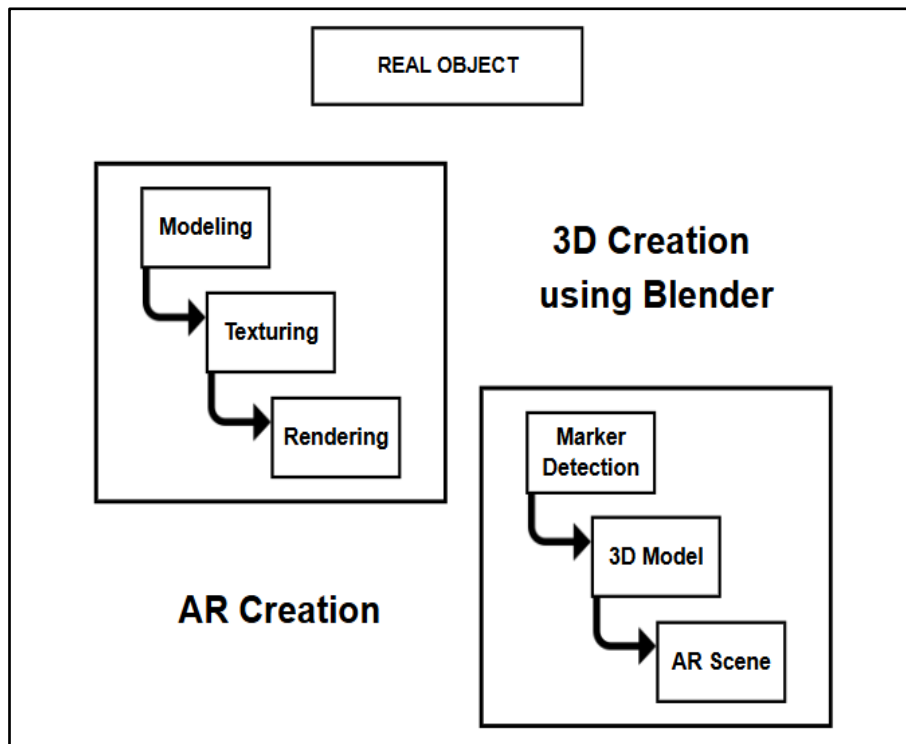 REAL OBJECT
Modeling
Texturing
Rendering
3D Creation
using Blender
Marker
Detection
3D Model
AR Scene
AR Creation